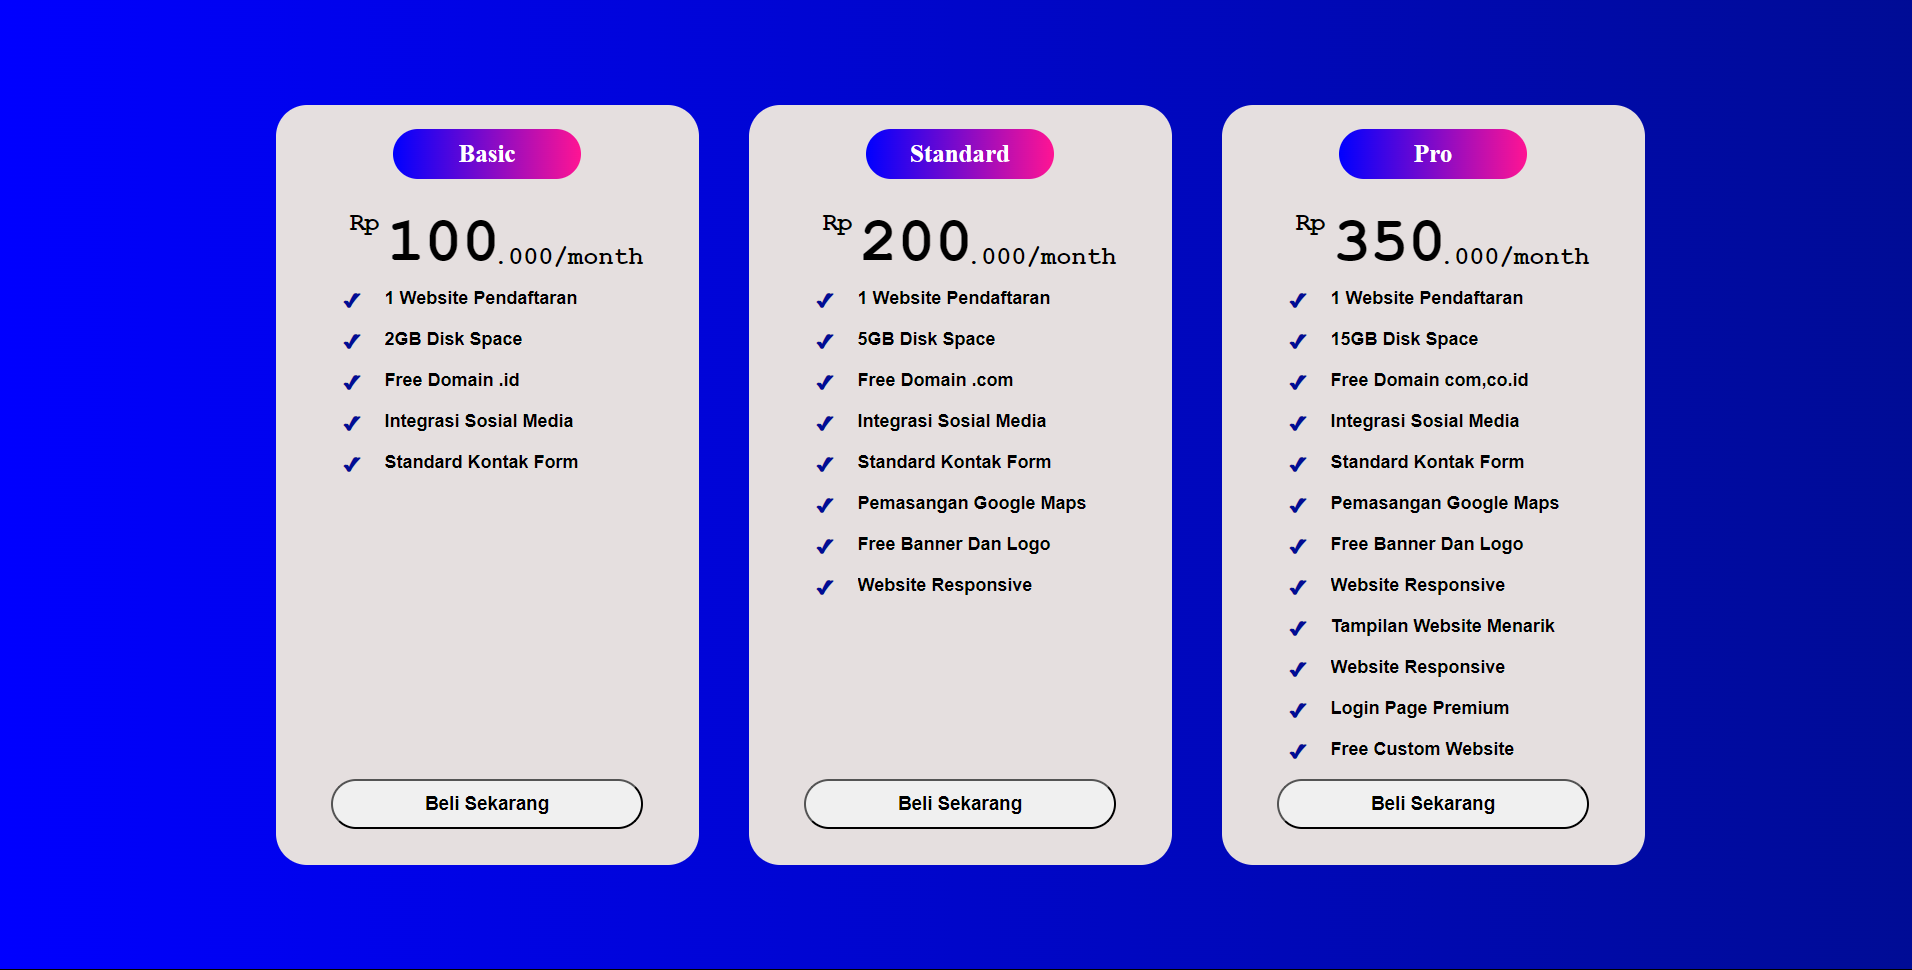 Basic
Rp 100.000/month
1 Website Pendaftaran
2GB Disk Space
Free Domain .id
Integrasi Sosial Media
Standard Kontak Form
Beli Sekarang
Standard
Rp 200.000/month
1 Website Pendaftaran
5GB Disk Space
Free Domain .com
Integrasi Sosial Media
Standard Kontak Form
Pemasangan Google Maps
Free Banner Dan Logo
Website Responsive
Beli Sekarang
Pro
Rp 350.000/month
1 Website Pendaftaran
15GB Disk Space
Free Domain com,co.id
Integrasi Sosial Media
Standard Kontak Form
Pemasangan Google Maps
Free Banner Dan Logo
Website Responsive
Tampilan Website Menarik
Website Responsive
Login Page Premium
Free Custom Website
Beli Sekarang